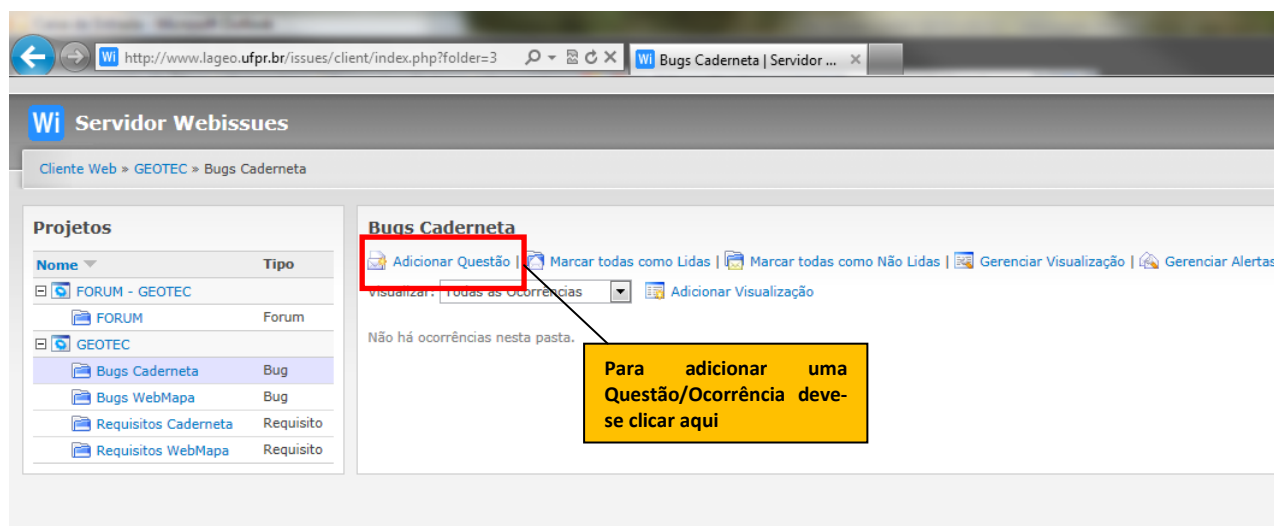 http://www.lageo.ufpr.br/issues/client/index.php?folder=3
Wi Bugs Caderneta | Servidor ...
Wi Servidor Webissues
Cliente Web » GEOTEC » Bugs Caderneta
Projetos
Nome Tipo
FORUM - GEOTEC
FORUM Forum
GEOTEC
Bugs Caderneta Bug
Bugs WebMapa Bug
Requisitos Caderneta Requisito
Requisitos WebMapa Requisito
Bugs Caderneta
Adicionar Questão | Marcar todas como Lidas | Marcar todas como Não Lidas | Gerenciar Visualização | Gerenciar Alertas
Visualizar: Todas as Ocorrências Adicionar Visualização
Não há ocorrências nesta pasta.
Para adicionar uma
Questão/Ocorrência deve-
se clicar aqui